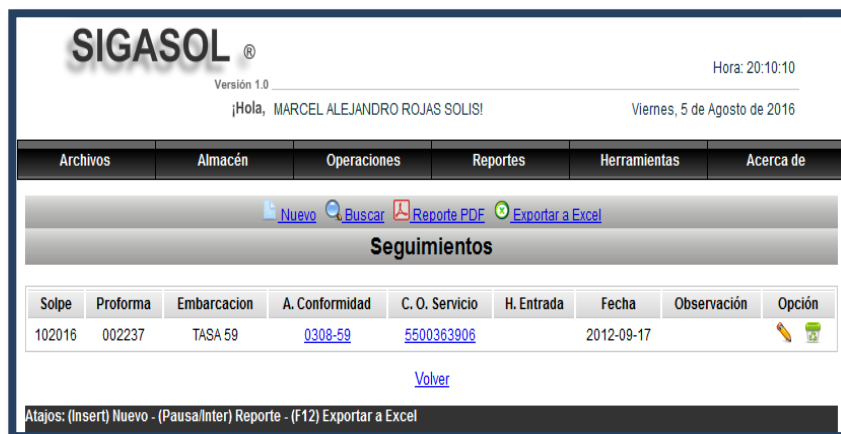 SIGASOL ®
Versión 1.0
Hora: 20:10:10
¡Hola, MARCEL ALEJANDRO ROJAS SOLIS!
Viernes, 5 de Agosto de 2016
Archivos Almacén Operaciones Reportes Herramientas Acerca de
Nuevo Buscar Reporte PDF Exportar a Excel
Seguimientos
Solpe Proforma Embarcacion A. Conformidad C. O. Servicio H. Entrada Fecha Observación Opción
102016 002237 TASA 59 0308-59 5500363906 2012-09-17
Volver
Atajos: (Insert) Nuevo - (Pausa/Inter) Reporte - (F12) Exportar a Excel